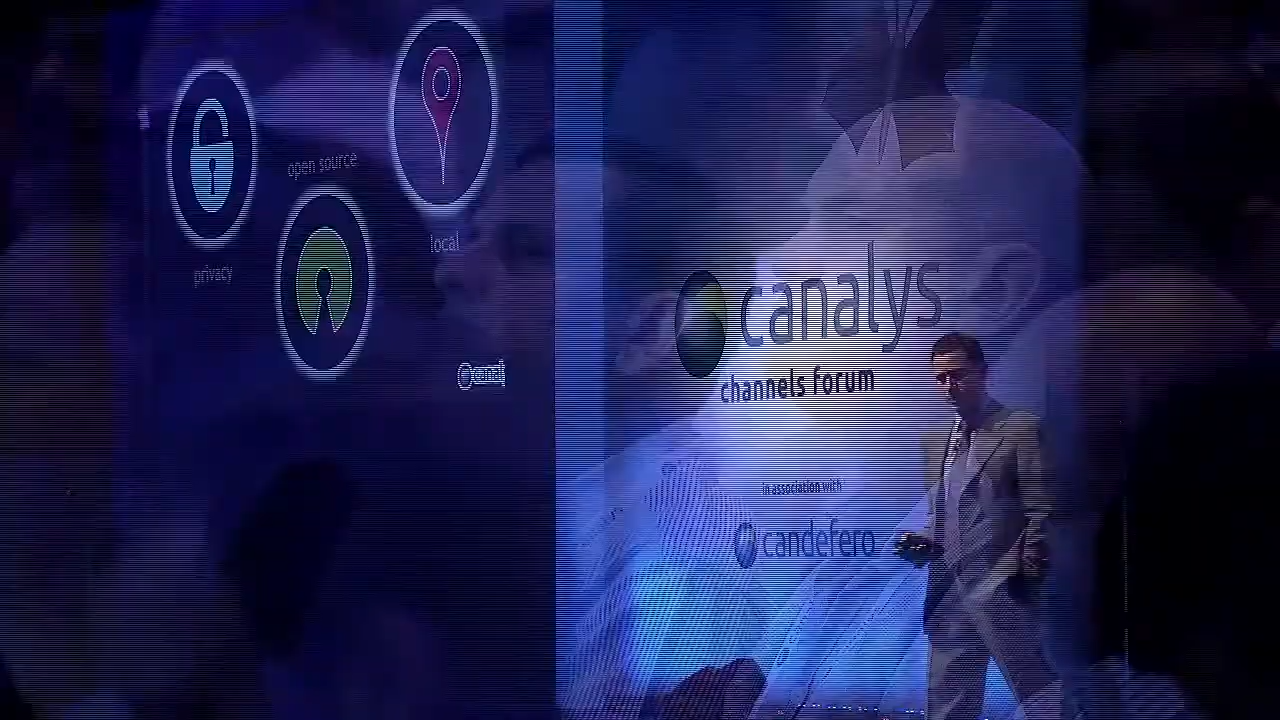 open source
privacy
local
canalys
channels forum
in association with
candefero